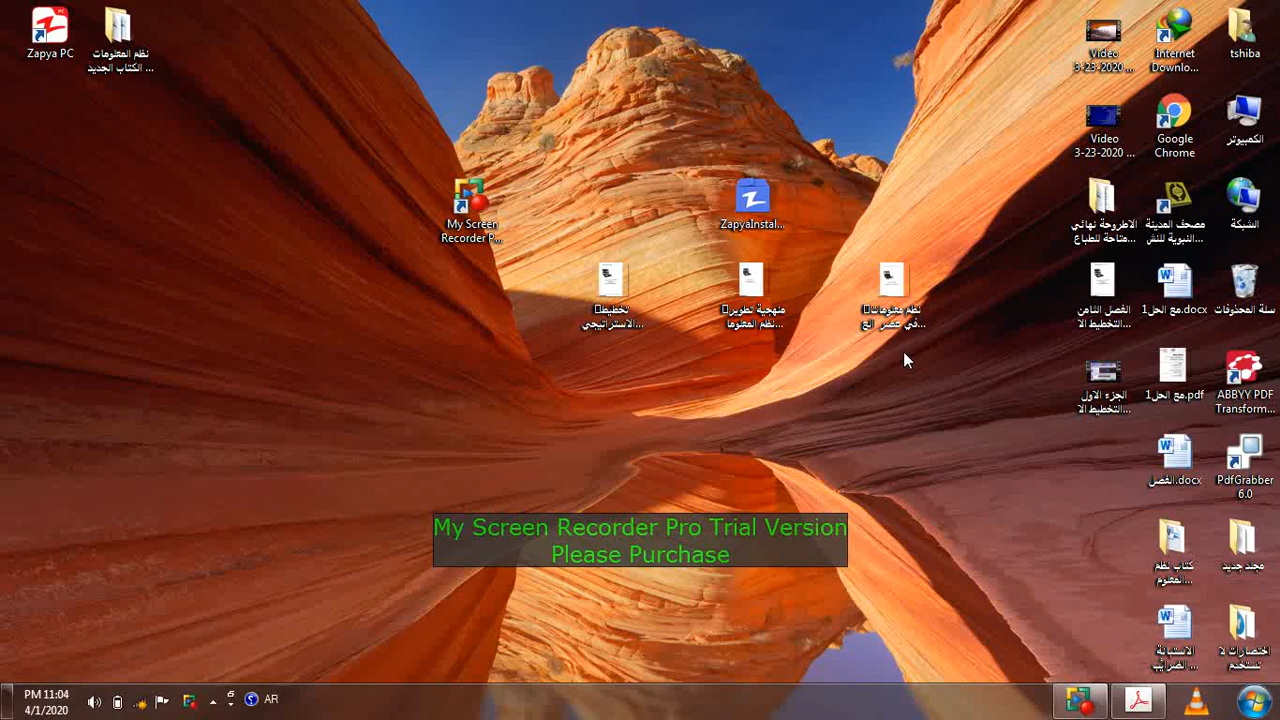 Zapya PC
نظم المعلومات
الكتاب الجديد ...
My Screen
Recorder P...
ZapyaInstal...
تخطيط
الاستراتيجي...
منهجية تطوير
نظم المعلوما...
نظم معلومات
في عصر الع...
Video
3-23-2020 ...
Internet
Downlo...
tshiba
Video
3-23-2020 ...
Google
Chrome
الكمبيوتر
الاطروحة نهائي
متاحة للطباع...
مصحف المدينة
النبوية للنش...
الشبكة
الفصل الثامن
التخطيط الا...
مع الحل1.docx
سلة المحذوفات
الجزء الاول
التخطيط الا...
مع الحل1.pdf
ABBYY PDF
Transform...
الفصل.docx
PdfGrabber
6.0
كتاب نظم
المعلوم...
مجلد جديد
الاستبانة
الضرائب ...
اختصارات لا
تستخدم
My Screen Recorder Pro Trial Version
Please Purchase
PM 11:04
4/1/2020
AR